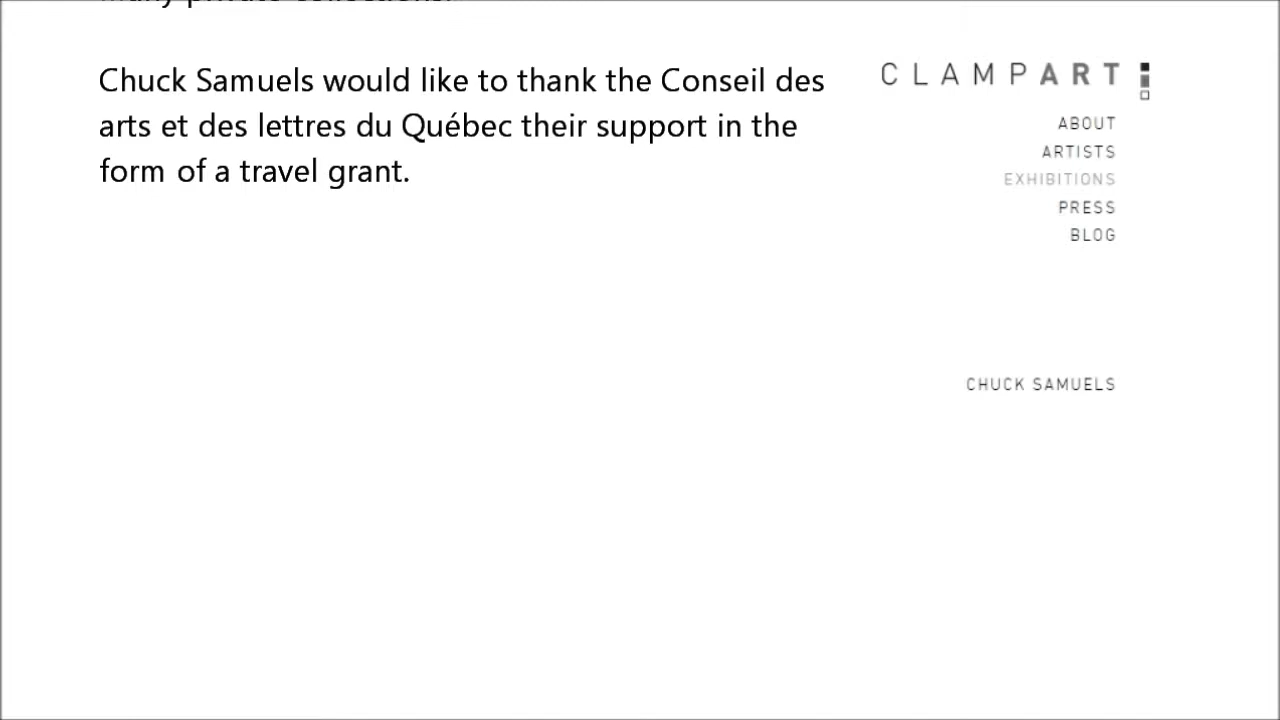 Chuck Samuels would like to thank the Conseil des
arts et des lettres du Québec their support in the
form of a travel grant.
CLAMPART
ABOUT
ARTISTS
EXHIBITIONS
PRESS
BLOG
CHUCK SAMUELS